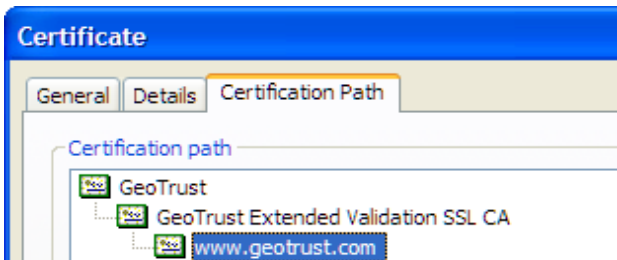 Certificate
General Details Certification Path
Certification path
GeoTrust
GeoTrust Extended Validation SSL CA
www.geotrust.com